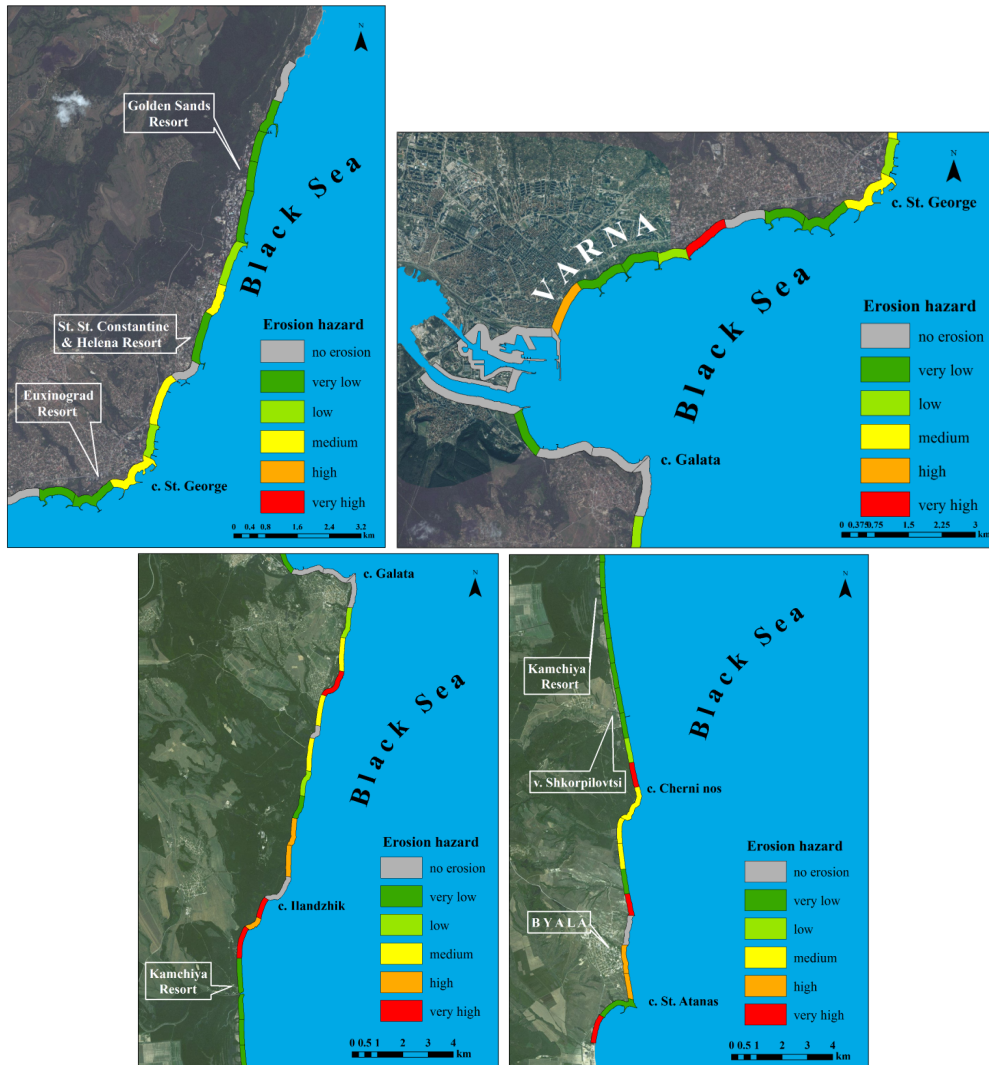 N
Golden Sands
Resort
Black Sea
St. St. Constantine
& Helena Resort
Euxinograd
Resort
c. St. George
Erosion hazard
no erosion
very low
low
medium
high
very high
0 0.4 0.8 1.6 2.4 3.2
km
N
c. St. George
VARNA
Black Sea
c. Galata
Erosion hazard
no erosion
very low
low
medium
high
very high
0 0.3750.75 1.5 2.25 3
km
c. Galata
N
Black Sea
c. Ilandzhik
Kamchiya
Resort
Erosion hazard
no erosion
very low
low
medium
high
very high
0 0.5 1 2 3 4
km
N
Black Sea
Kamchiya
Resort
v. Shkorpilovtsi
c. Cherni nos
BYALA
c. St. Atanas
Erosion hazard
no erosion
very low
low
medium
high
very high
0 0.5 1 2 3 4
km